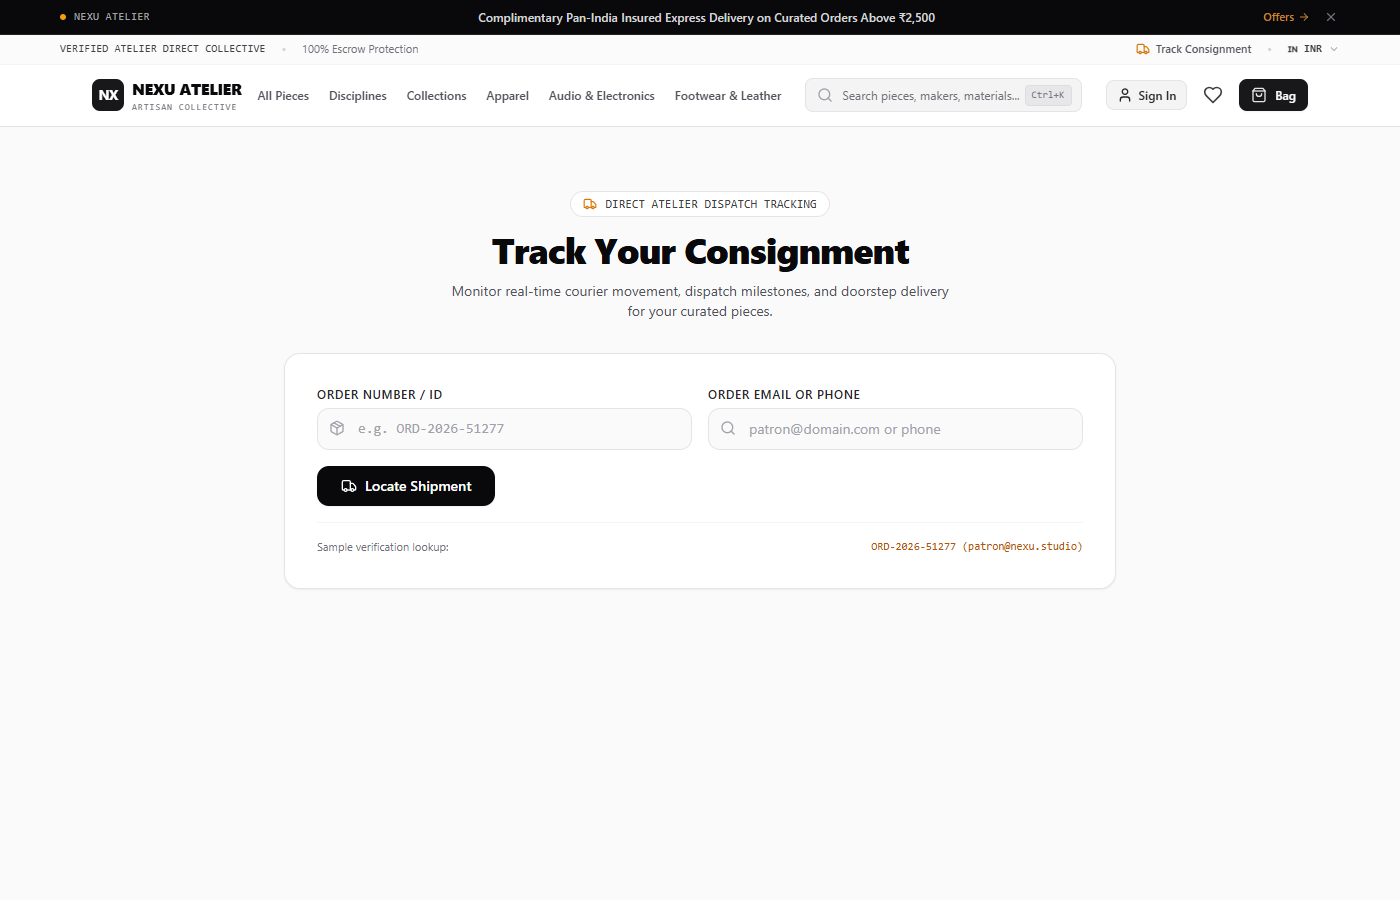 NEXU ATELIER
Complimentary Pan-India Insured Express Delivery on Curated Orders Above ₹2,500
Offers →
VERIFIED ATELIER DIRECT COLLECTIVE • 100% Escrow Protection
Track Consignment • IN INR
NX NEXU ATELIER
ARTISAN COLLECTIVE
All Pieces Disciplines Collections Apparel Audio & Electronics Footwear & Leather
Search pieces, makers, materials... Ctrl+K
Sign In
Bag
DIRECT ATELIER DISPATCH TRACKING
Track Your Consignment
Monitor real-time courier movement, dispatch milestones, and doorstep delivery
for your curated pieces.
ORDER NUMBER / ID
e.g. ORD-2026-51277
ORDER EMAIL OR PHONE
patron@domain.com or phone
Locate Shipment
Sample verification lookup:
ORD-2026-51277 (patron@nexu.studio)